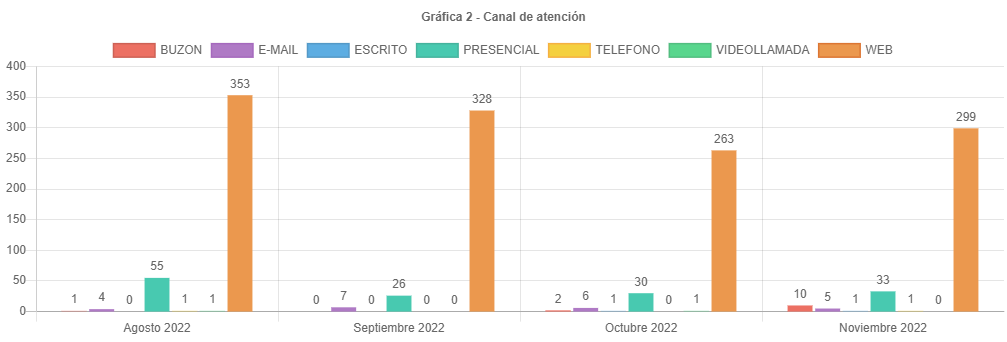 Gráfica 2 - Canal de atención
BUZON E-MAIL ESCRITO PRESENCIAL TELEFONO VIDEOLLAMADA WEB
400
350
300
250
200
150
100
50
0
1 4 0 55 1 1 353
0 7 0 26 0 0 328
2 6 1 30 0 1 263
10 5 1 33 1 0 299
Agosto 2022 Septiembre 2022 Octubre 2022 Noviembre 2022